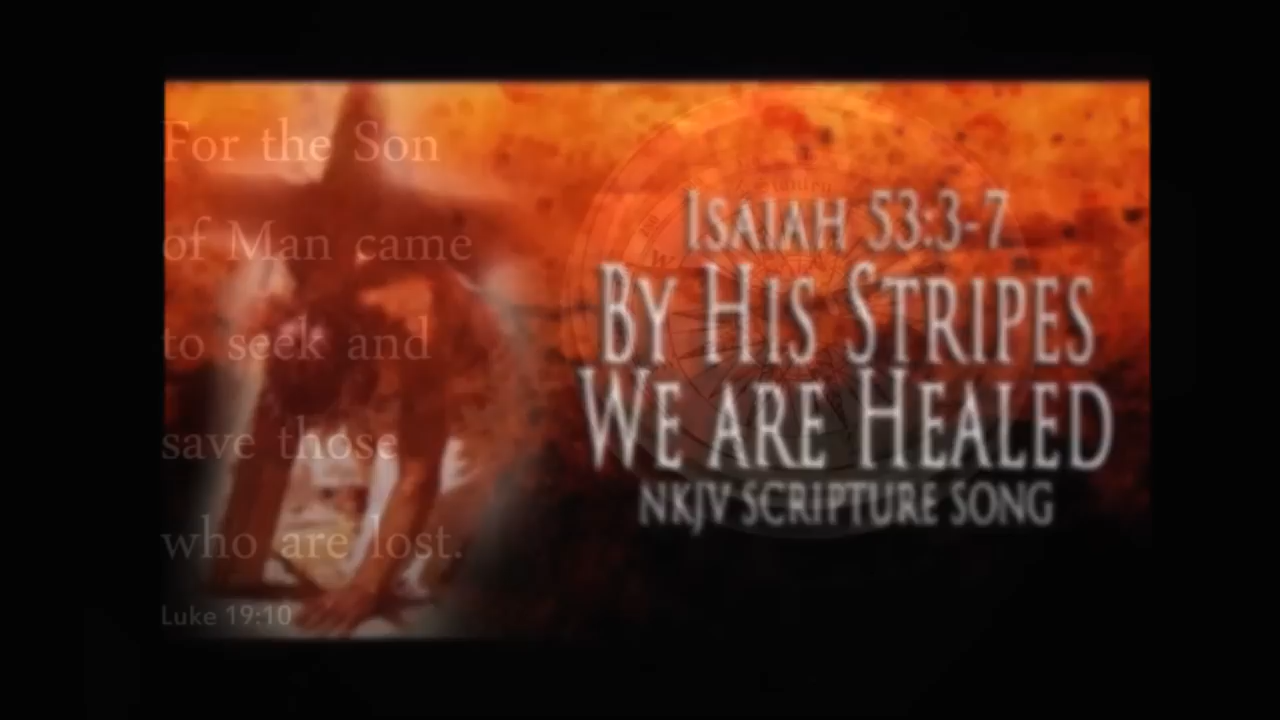 For the Son
of Man came
to seek and
save those
who are lost.
Luke 19:10
Isaiah 53:3-7
By His Stripes
We are Healed
NKJV Scripture Song